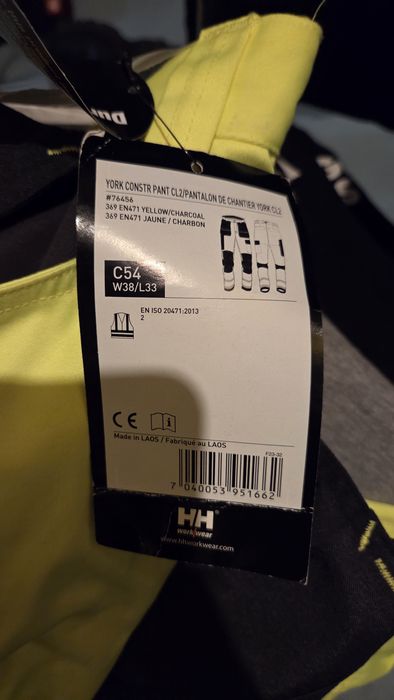 YORK CONSTR PANT CL2/PANTALON DE CHANTIER YORK CL2
#76456
369 EN471 YELLOW/CHARCOAL
369 EN471 JAUNE / CHARBON
C54
W38/L33
EN ISO 20471:2013
2
CE
Made in LAOS / Fabriqué au LAOS
F23-32
7 040053 951662
HH
workwear
www.hhworkwear.com